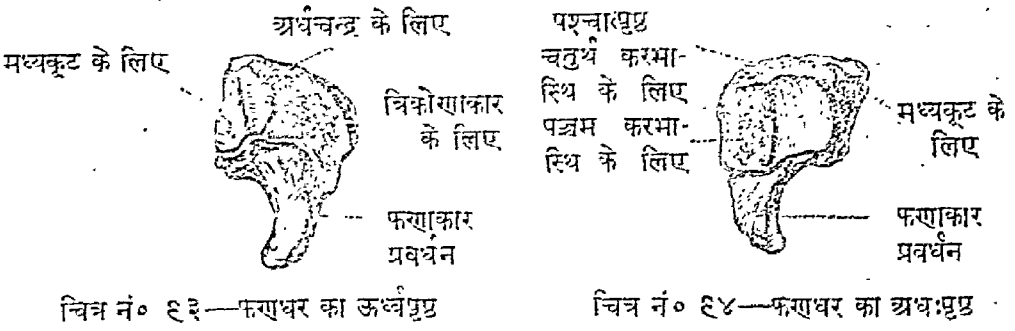 अर्धचन्द्र के लिए
मध्यकूट के लिए
त्रिकोणाकार
के लिए
फणाकार
प्रवर्धन
चित्र नं० ९३—फणधर का ऊर्ध्वपृष्ठ
पश्चात्पृष्ठ
चतुर्थ करभा-
स्थि के लिए
पञ्चम करभा-
स्थि के लिए
मध्यकूट के
लिए
फणाकार
प्रवर्धन
चित्र नं० ९४—फणधर का अधःपृष्ठ